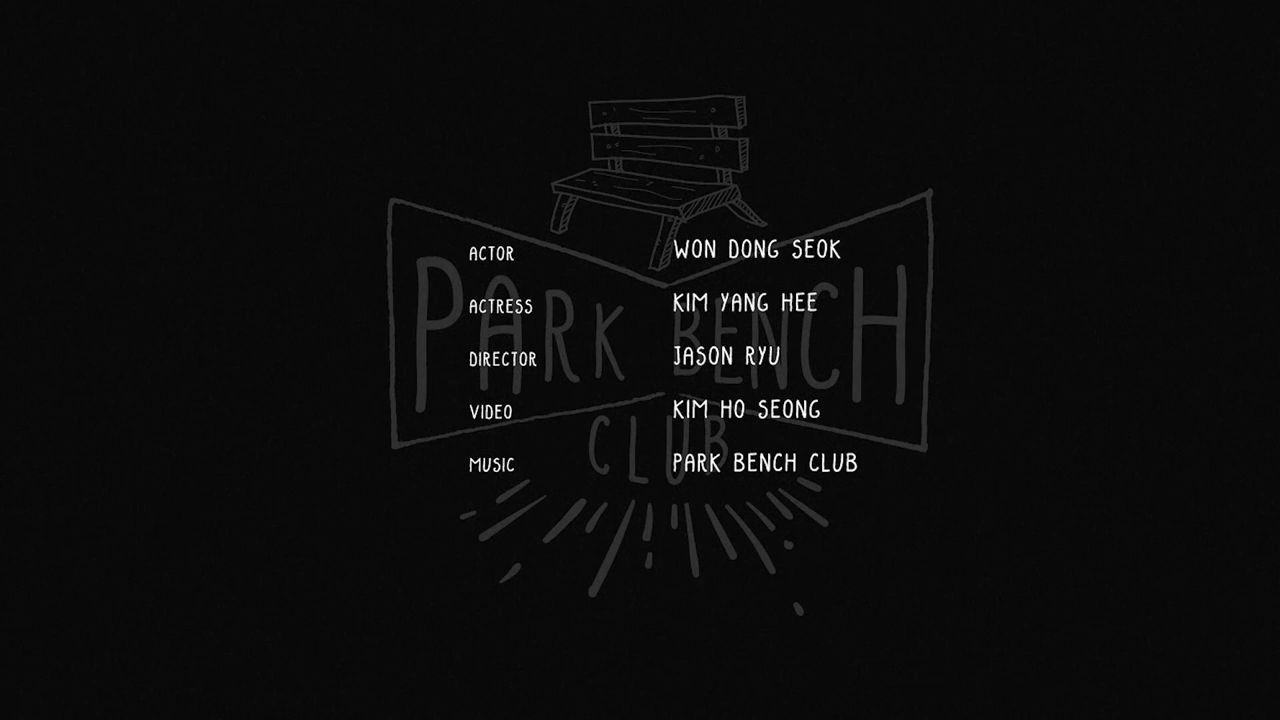 ACTOR WON DONG SEOK
ACTRESS KIM YANG HEE
DIRECTOR JASON RYU
VIDEO KIM HO SEONG
MUSIC PARK BENCH CLUB
PARK BENCH
CLUB